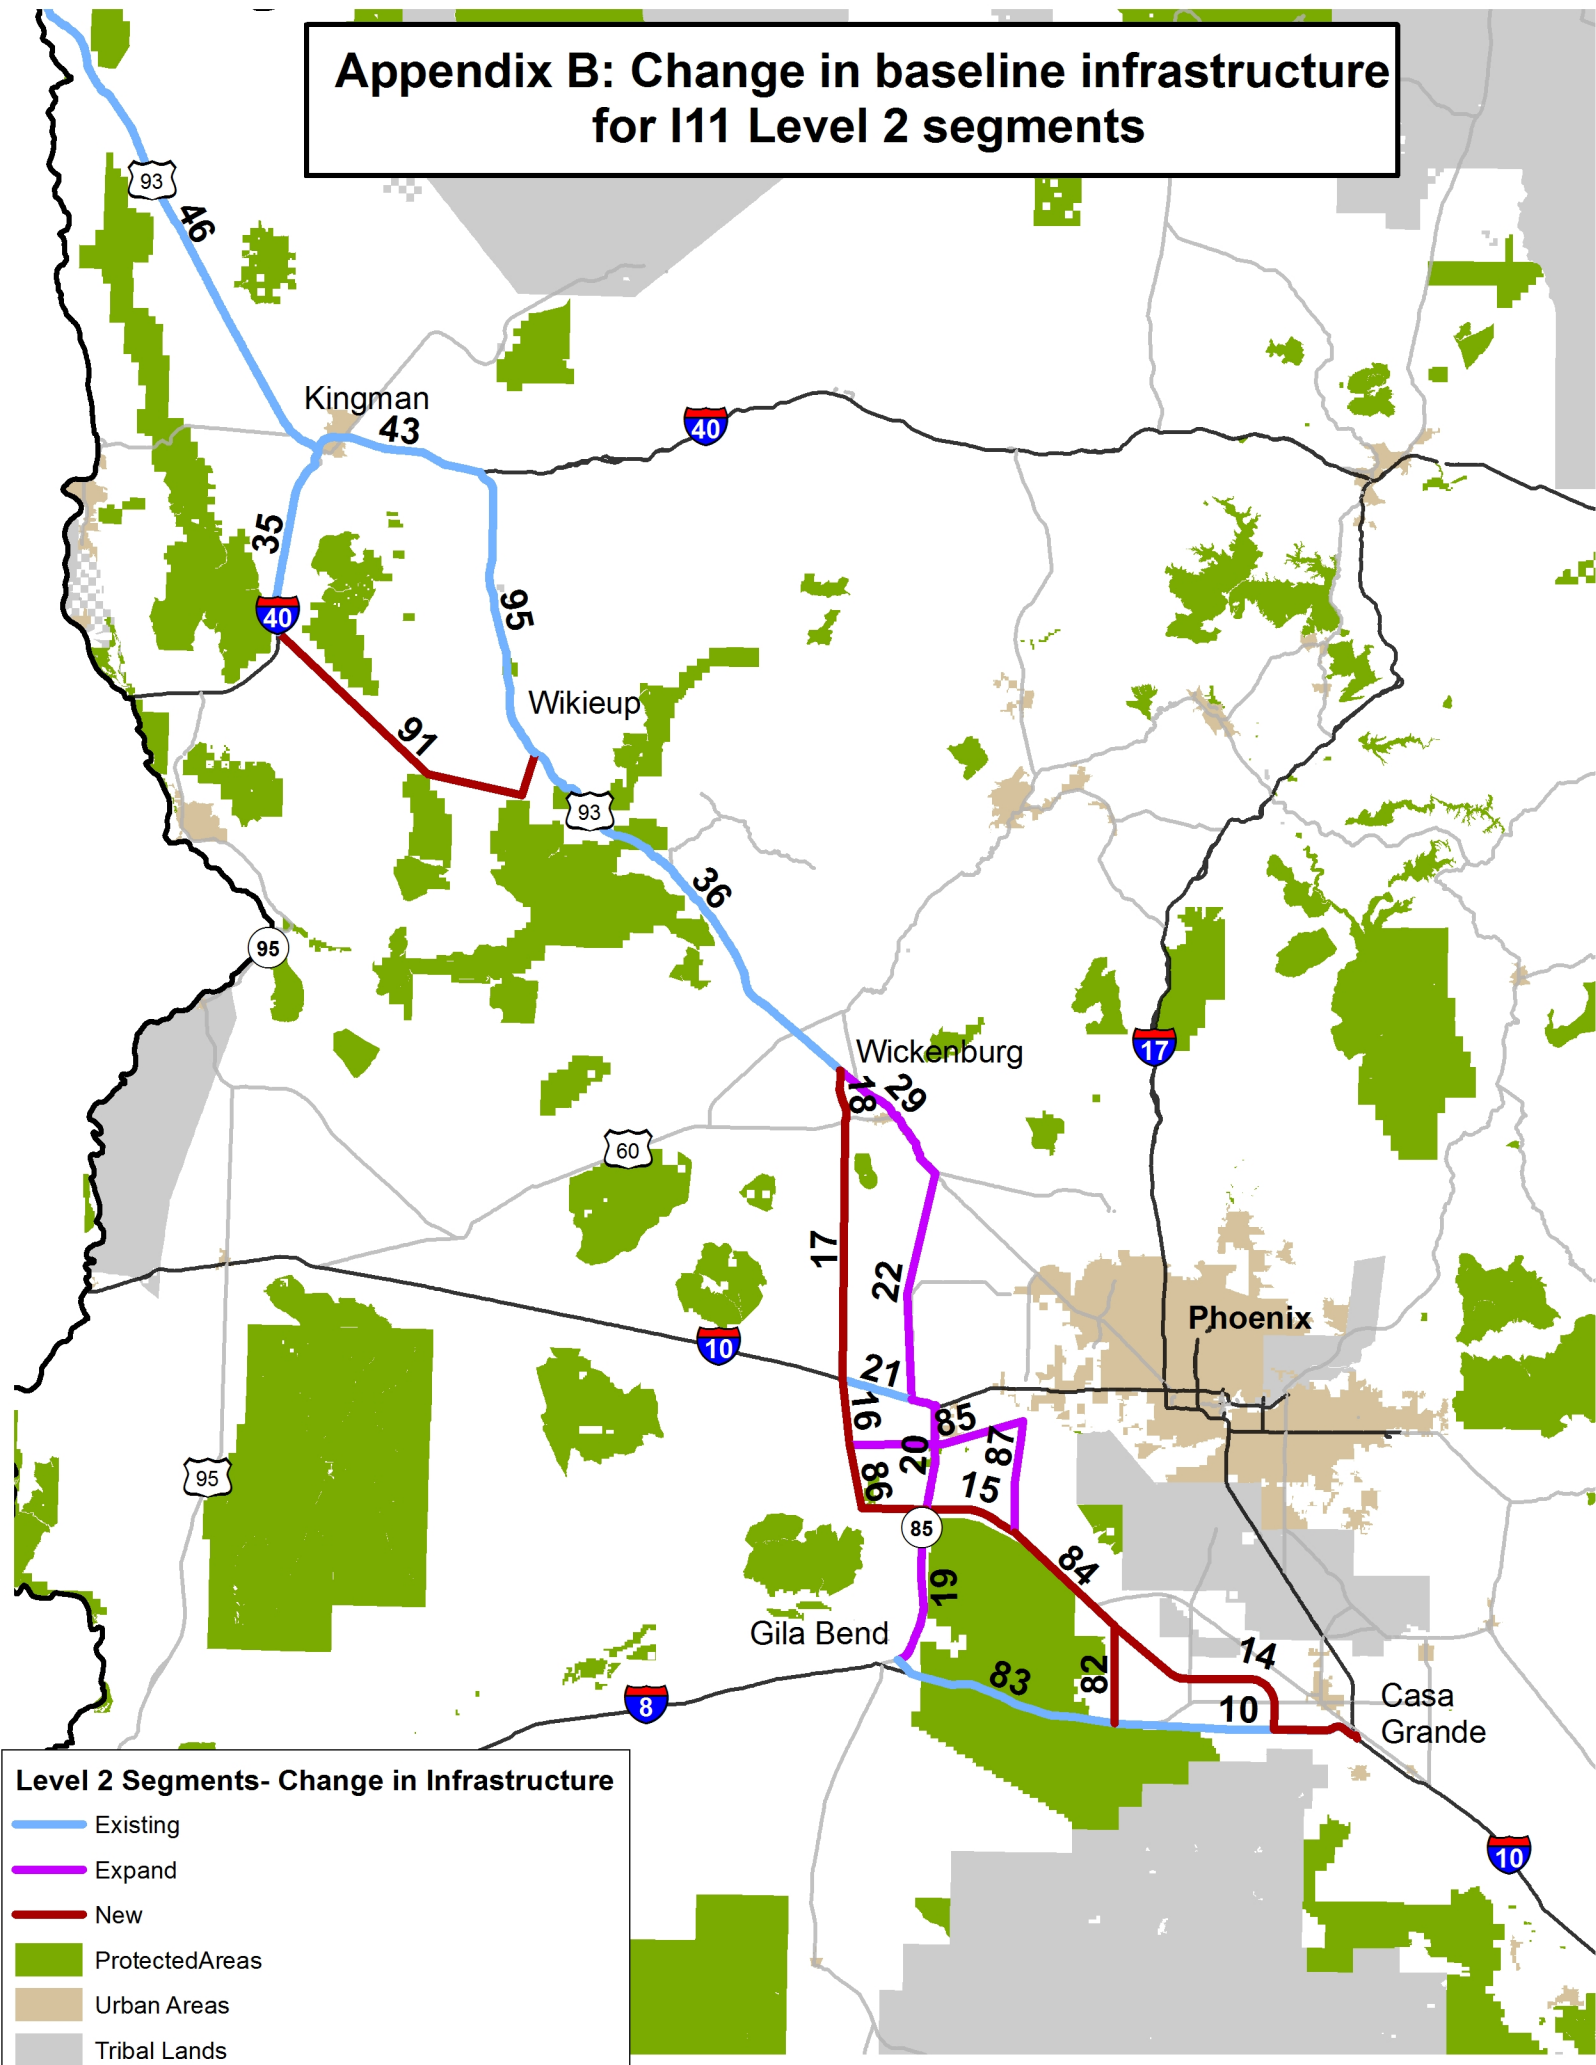 Appendix B: Change in baseline infrastructure
for I11 Level 2 segments
93
46
Kingman
43
40
35
40
95
Wikieup
91
93
36
95
Wickenburg
17
18
29
60
17
22
Phoenix
10
21
16
85
87
20
95
86
15
85
84
19
Gila Bend
14
82
83
8
10
Casa
Grande
10
Level 2 Segments- Change in Infrastructure
Existing
Expand
New
ProtectedAreas
Urban Areas
Tribal Lands